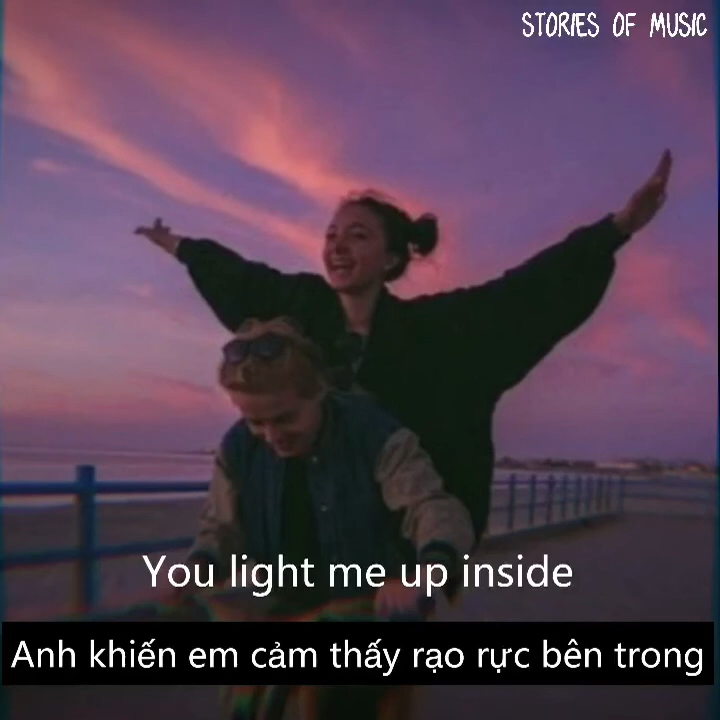 STORIES OF MUSIC
You light me up inside
Anh khiến em cảm thấy rạo rực bên trong